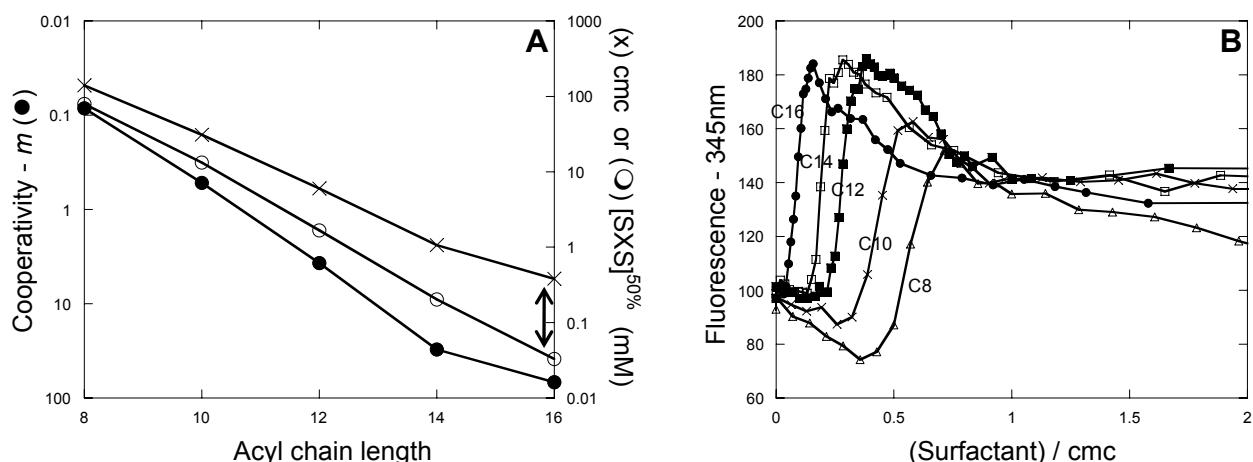 0.01
0.1
1
10
100
8
10
12
14
16
1000
100
10
1
0.1
0.01
A
Cooperativity - m (●)
Acyl chain length
(x) cmc or (○) [SXS]50% (mM)
200
180
160
140
120
100
80
60
0
0.5
1
1.5
2
B
C16
C14
C12
C10
C8
Fluorescence - 345nm
(Surfactant) / cmc